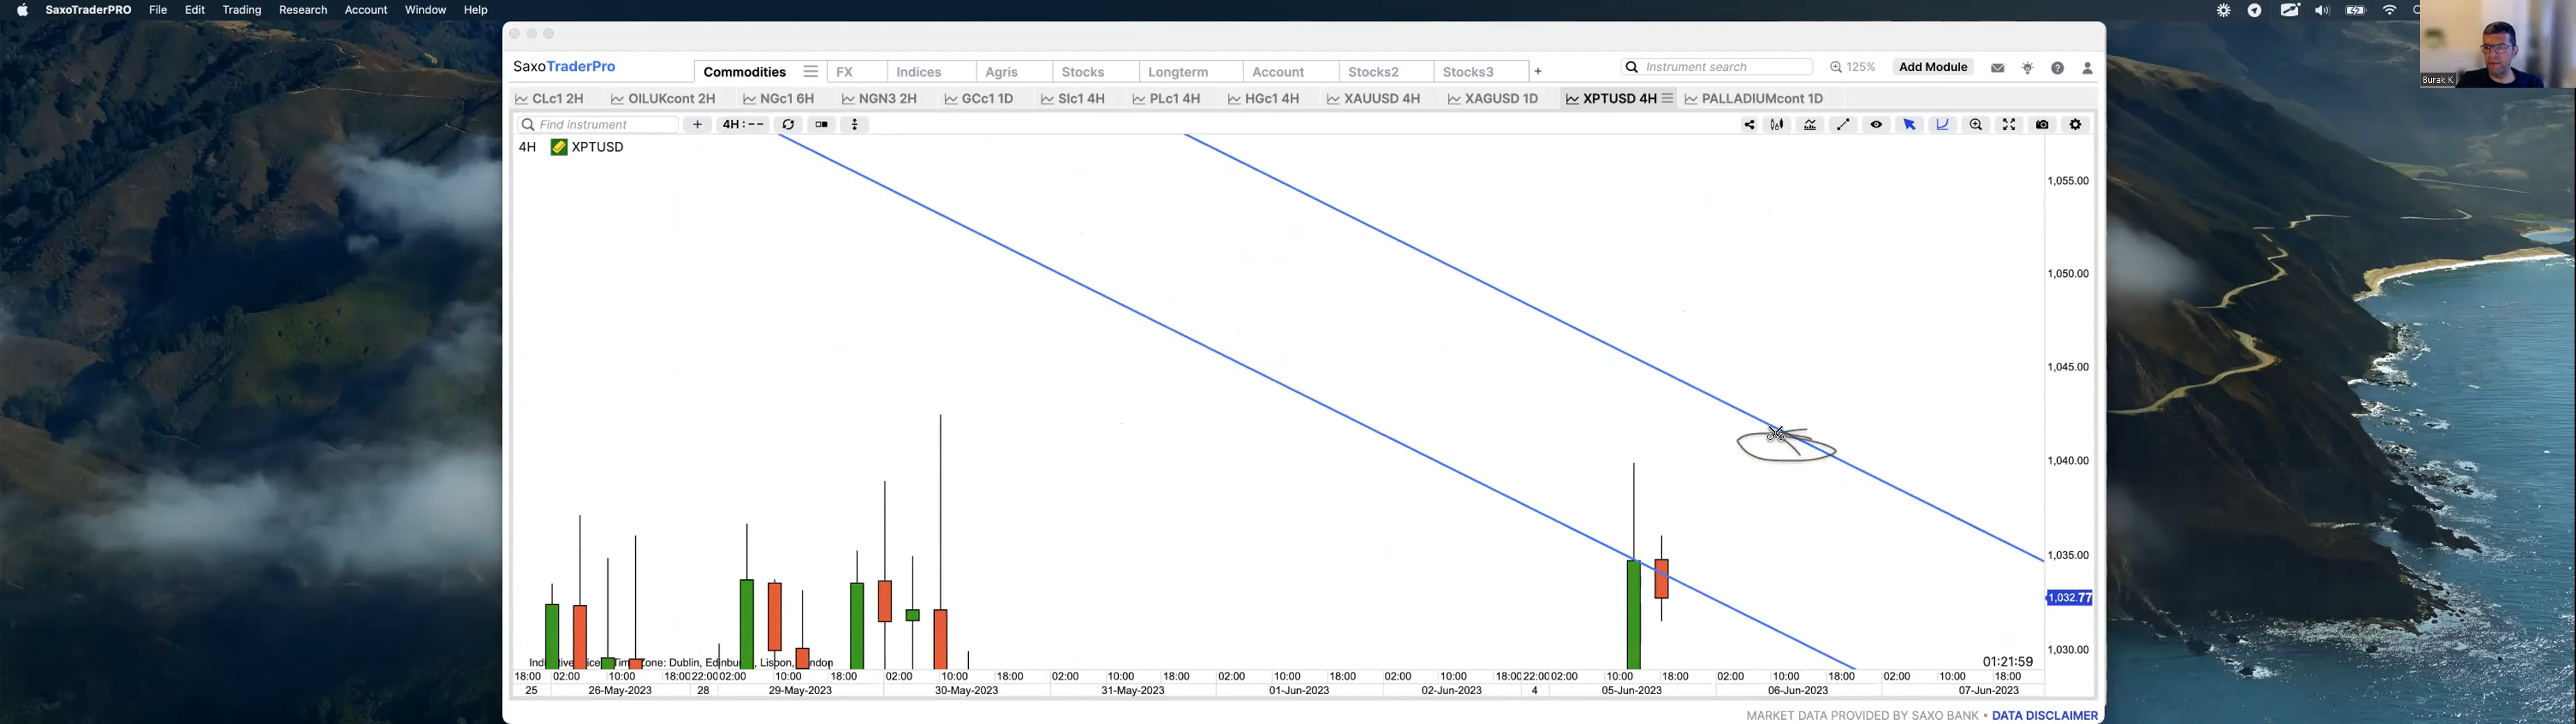 SaxoTraderPRO File Edit Trading Research Account Window Help
SaxoTraderPro Commodities FX Indices Agris Stocks Longterm Account Stocks2 Stocks3 + Instrument search 125% Add Module
Burak K
CLc1 2H OILUKcont 2H NGc1 6H NGN3 2H GCc1 1D SIc1 4H PLc1 4H HGc1 4H XAUUSD 4H XAGUSD 1D XPTUSD 4H PALLADIUMcont 1D
Find instrument + 4H : --
4H XPTUSD
1,055.00
1,050.00
1,045.00
1,040.00
1,035.00
1,032.77
1,030.00
Zone: Dublin, Lisbon, 01:21:59
18:00 02:00 10:00 18:00 22:00 02:00 10:00 18:00 02:00 10:00 18:00 02:00 10:00 18:00 02:00 10:00 18:00 02:00 10:00 18:00 22:00 02:00 10:00 18:00 02:00 10:00 18:00 02:00 10:00 18:00
25 26-May-2023 28 29-May-2023 30-May-2023 31-May-2023 01-Jun-2023 02-Jun-2023 4 05-Jun-2023 06-Jun-2023 07-Jun-2023
MARKET DATA PROVIDED BY SAXO BANK • DATA DISCLAIMER